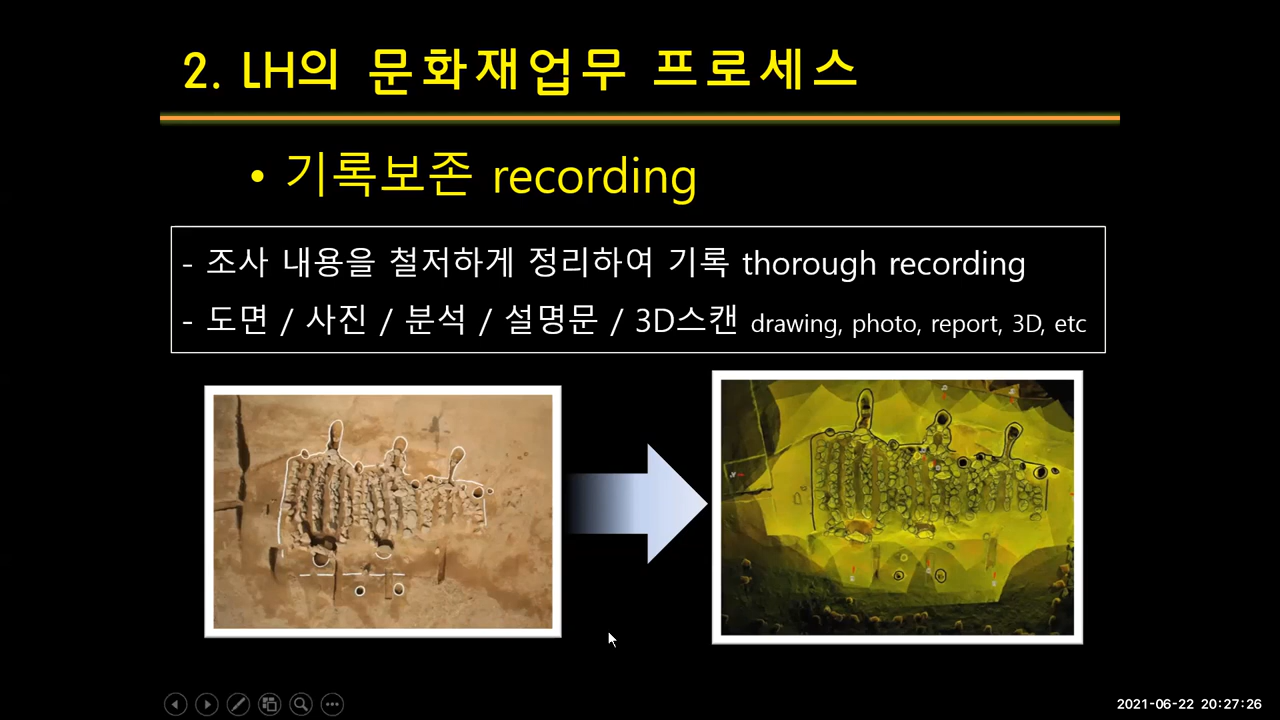 2. LH의 문화재업무 프로세스
• 기록보존 recording
- 조사 내용을 철저하게 정리하여 기록 thorough recording
- 도면 / 사진 / 분석 / 설명문 / 3D스캔 drawing, photo, report, 3D, etc
2021-06-22 20:27:26